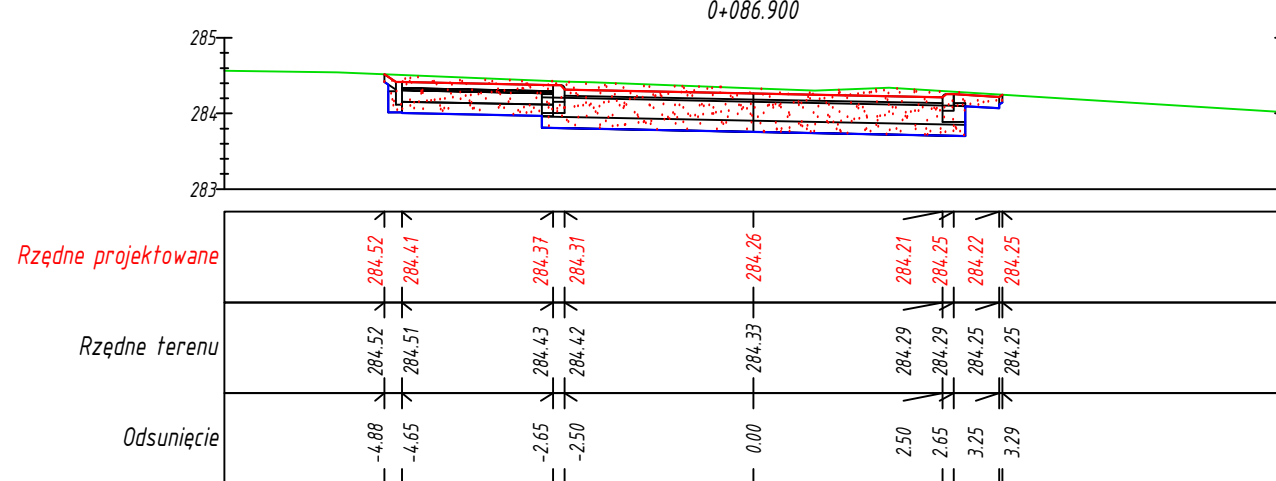 0+086.900
285
284
283
Rzędne projektowane 284.52 284.41 284.37 284.31 284.26 284.21 284.25 284.22 284.25
Rzędne terenu 284.52 284.51 284.43 284.42 284.33 284.29 284.29 284.25 284.25
Odsunięcie -4.88 -4.65 -2.65 -2.50 0.00 2.50 2.65 3.25 3.29